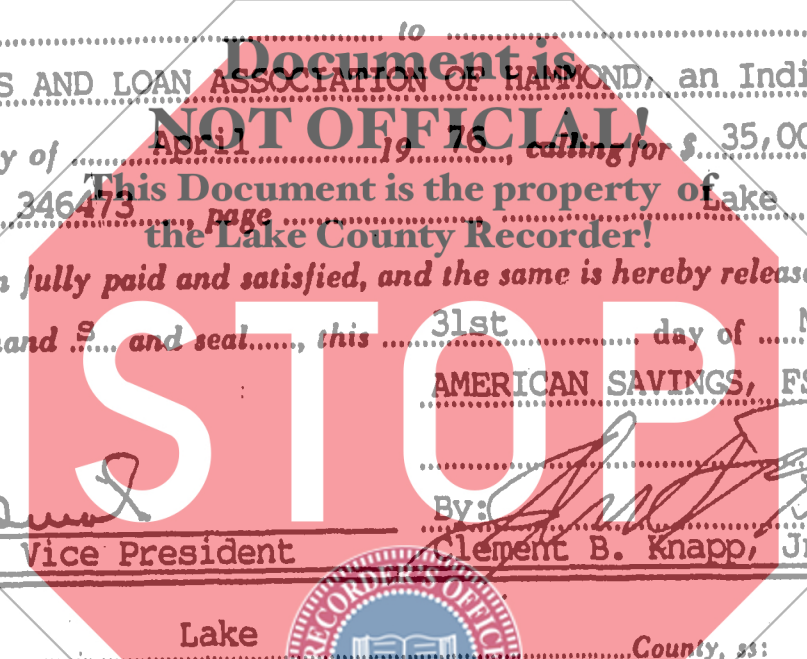 to
Document is
S AND LOAN ASSOCIATION OF HAMMOND, an Indi
NOT OFFICIAL!
y of April 19 76, calling for $ 35,00
This Document is the property of
346473, page Lake
the Lake County Recorder!
n fully paid and satisfied, and the same is hereby release
and s and seal, this 31st day of
STOP
AMERICAN SAVINGS, FS
By:
Vice President Clement B. Knapp, Jr
RECORDER'S OFFICE
Lake County, ss: